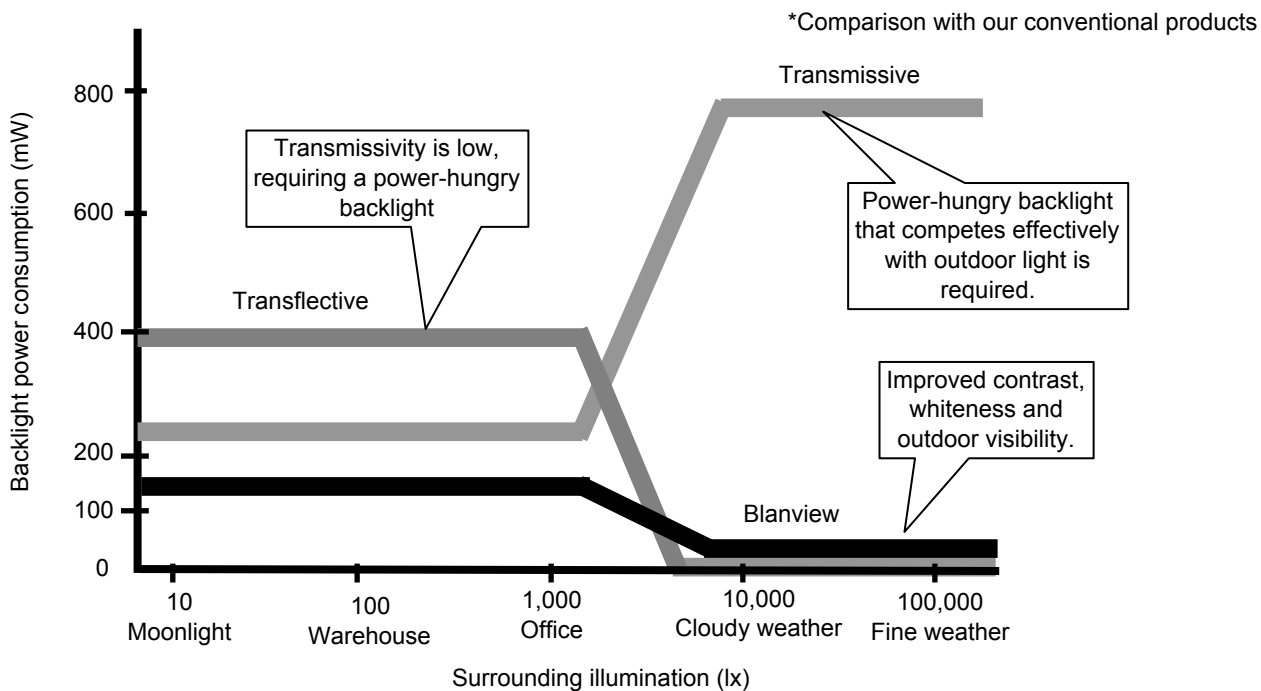 *Comparison with our conventional products
Transmissive
Backlight power consumption (mW)
800
600
400
200
100
0
Transmissivity is low,
requiring a power-hungry
backlight
Power-hungry backlight
that competes effectively
with outdoor light is
required.
Transflective
Improved contrast,
whiteness and
outdoor visibility.
Blanview
10
100
1,000
10,000
100,000
Moonlight
Warehouse
Office
Cloudy weather
Fine weather
Surrounding illumination (lx)